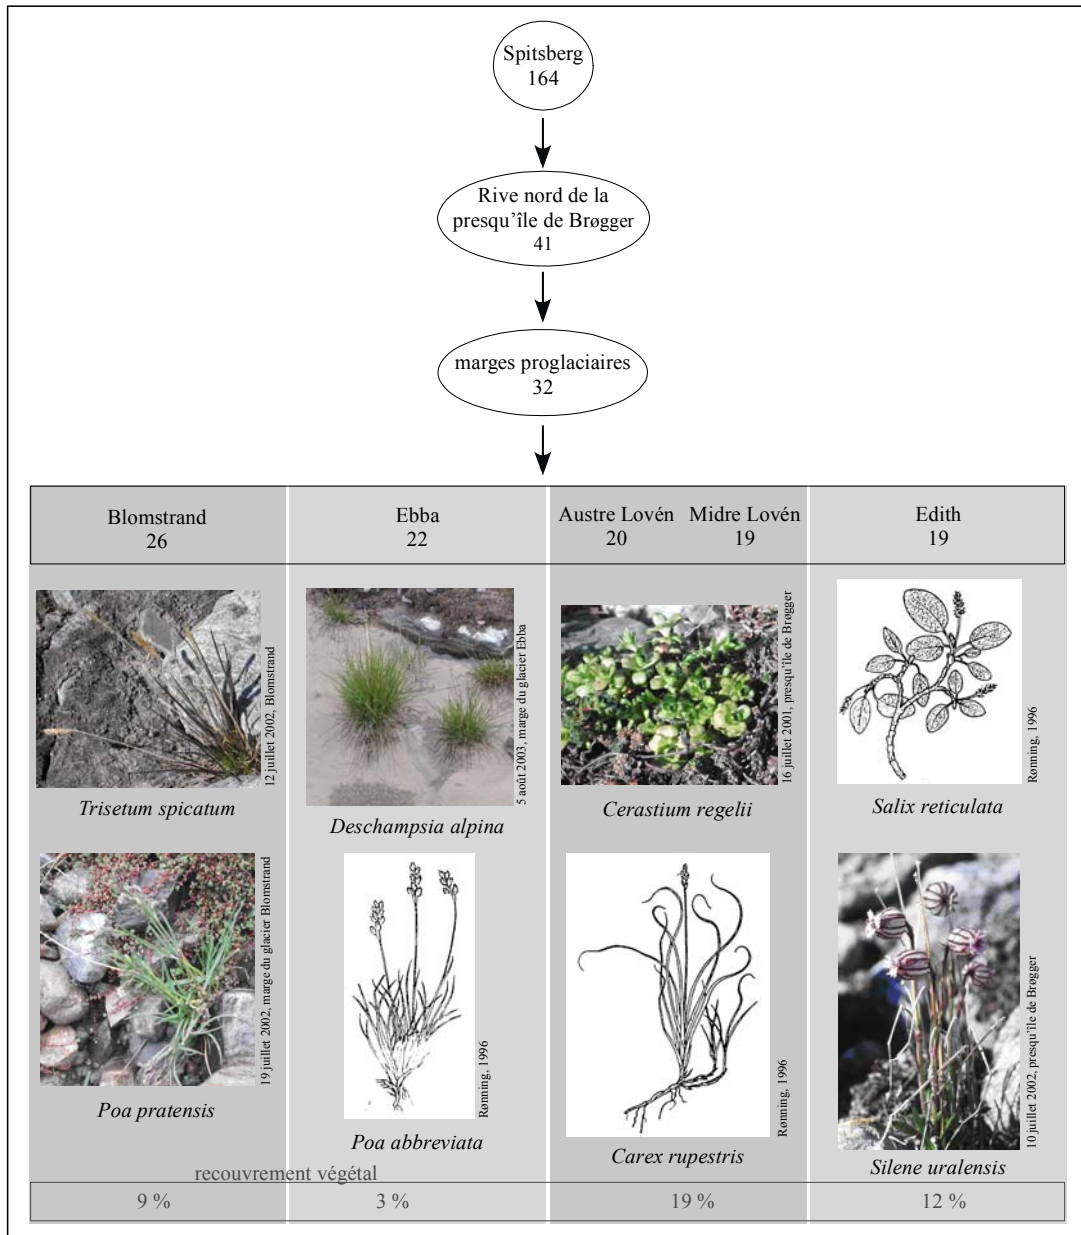 Spitsberg
164
Rive nord de la
presqu'île de Brøgger
41
marges proglaciaires
32
Blomstrand
26
Ebba
22
Austre Lovén
20
Midre Lovén
19
Edith
19
12 juillet 2002, Blomstrand
Trisetum spicatum
19 juillet 2002, marge du glacier Blomstrand
Poa pratensis
5 août 2003, marge du glacier Ebba
Deschampsia alpina
Rønning, 1996
Poa abbreviata
16 juillet 2001, presqu'île de Brøgger
Cerastium regelii
Rønning, 1996
Carex rupestris
Rønning, 1996
Salix reticulata
10 juillet 2002, presqu'île de Brøgger
Silene uralensis
recouvrement végétal
9 %
3 %
19 %
12 %